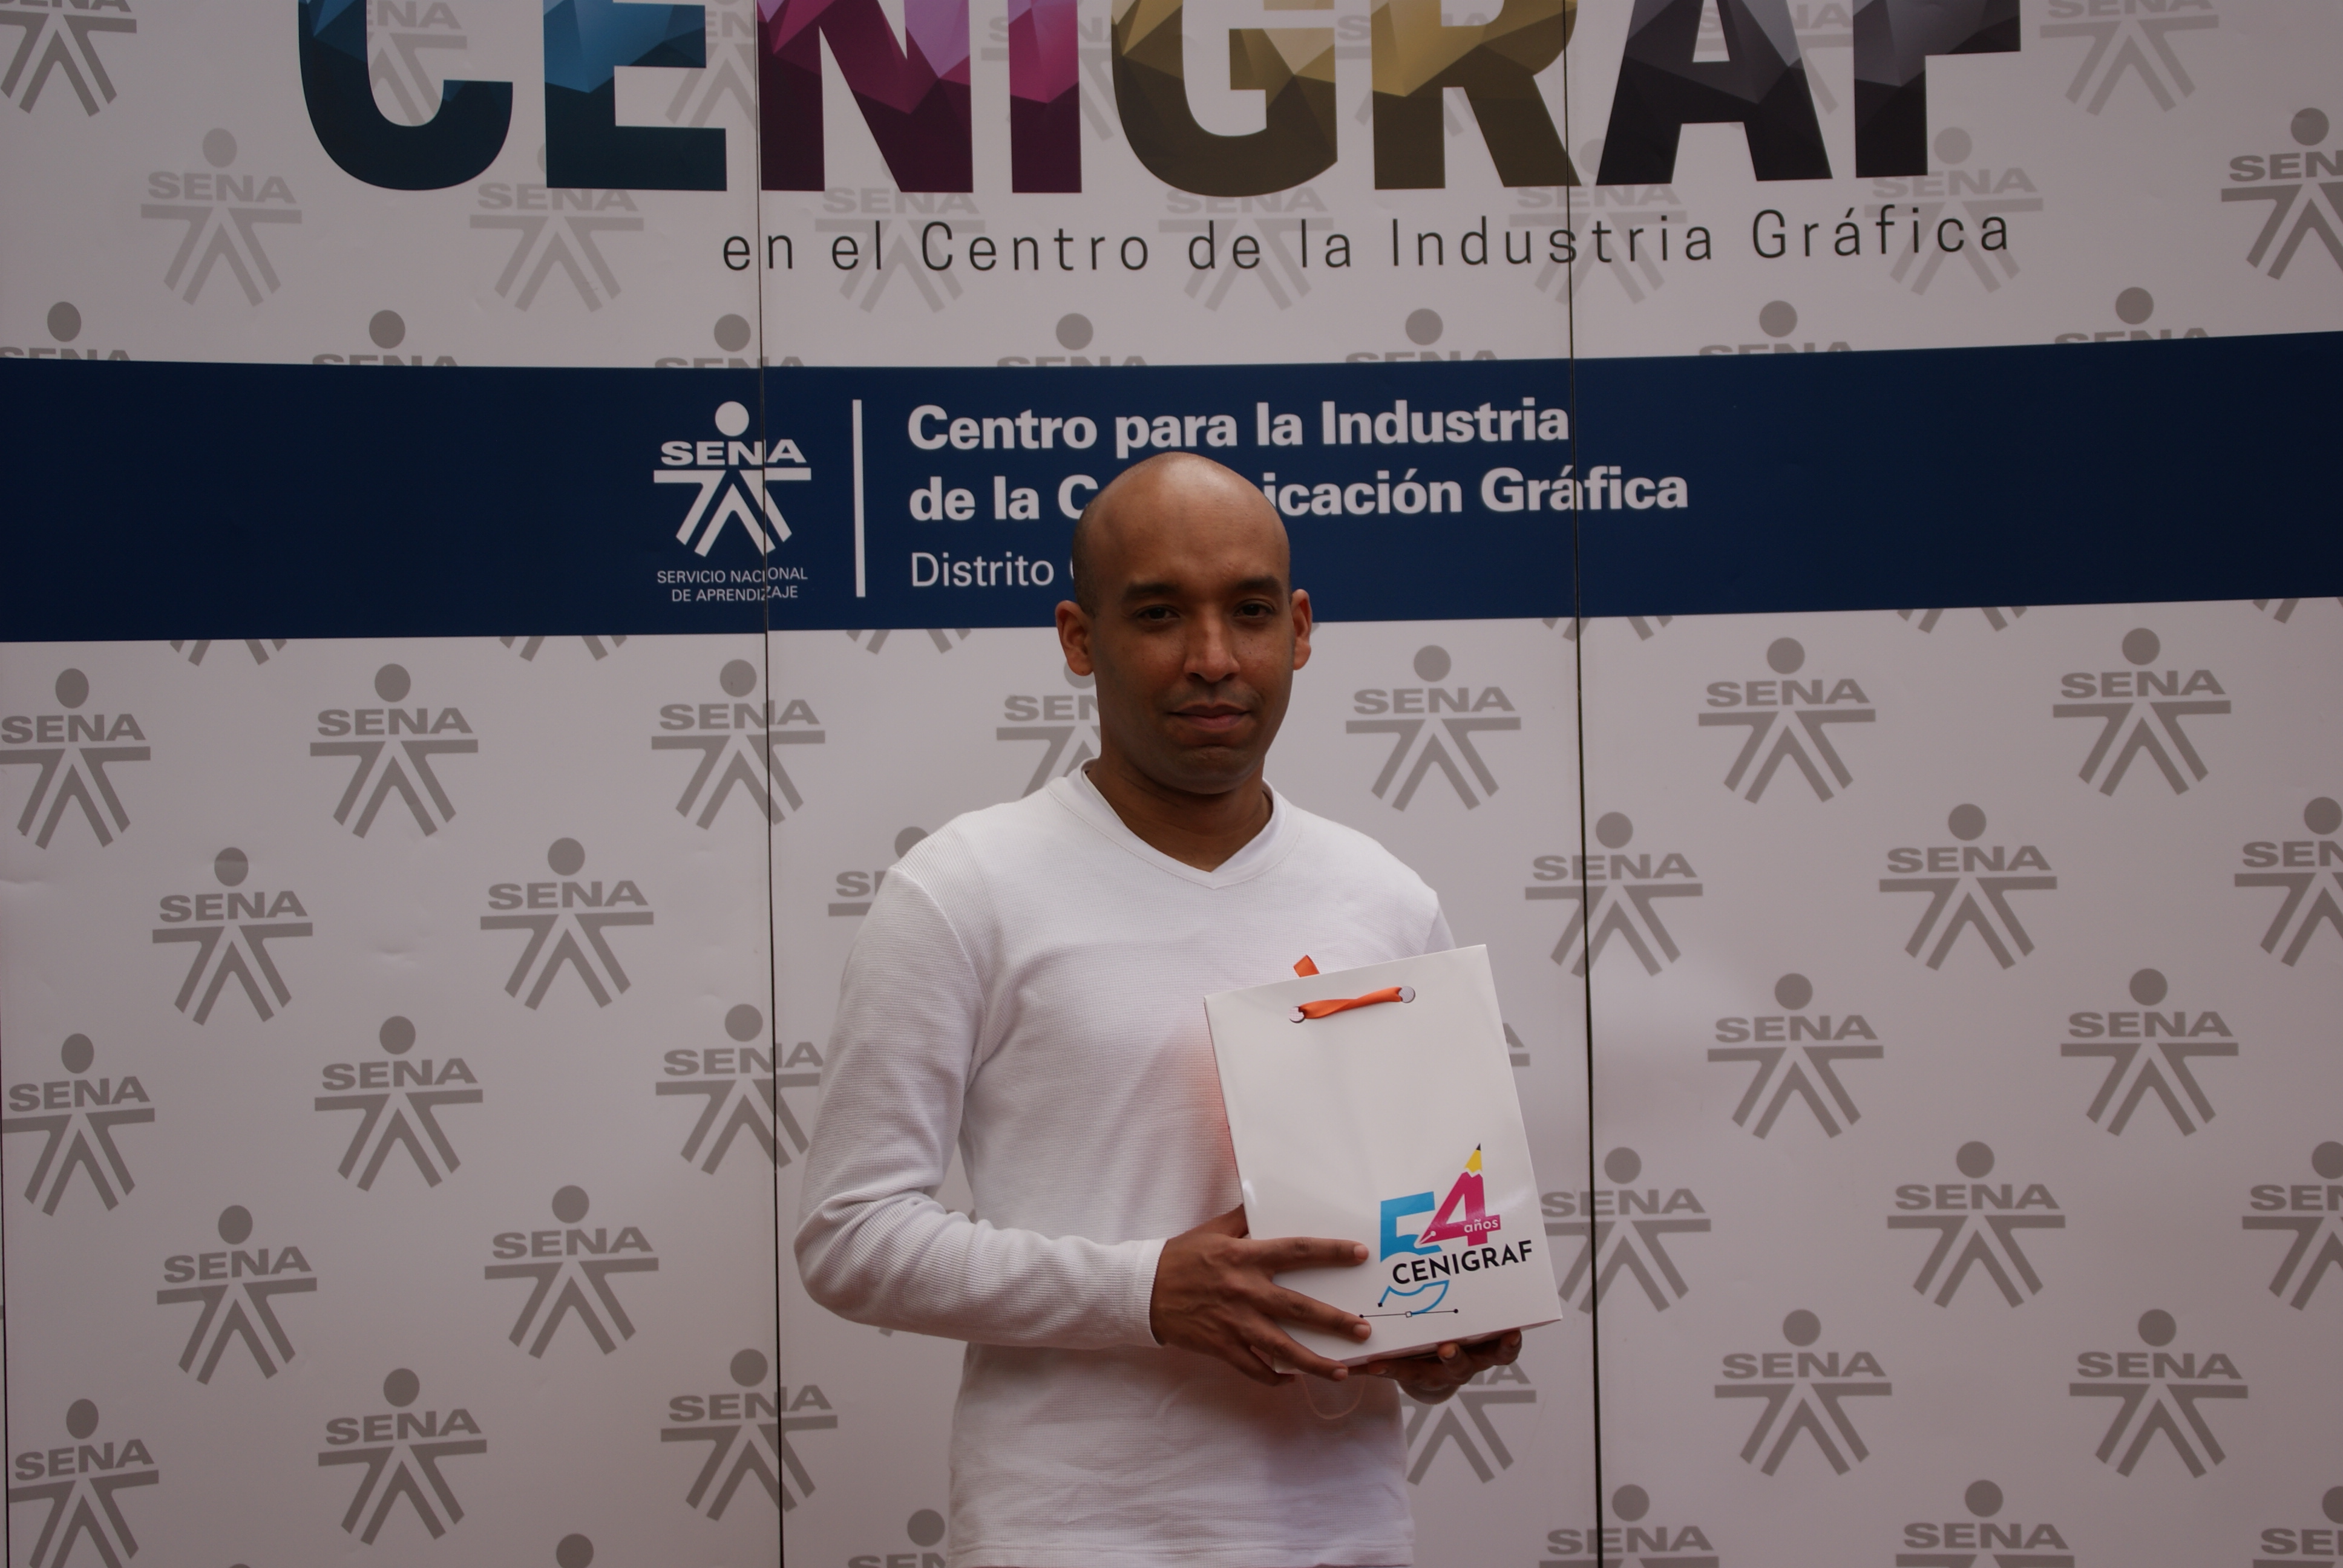 CENIGRAF
en el Centro de la Industria Gráfica
SENA
SERVICIO NACIONAL
DE APRENDIZAJE
Centro para la Industria
de la icación Gráfica
Distrito
54
años
CENIGRAF
SENA